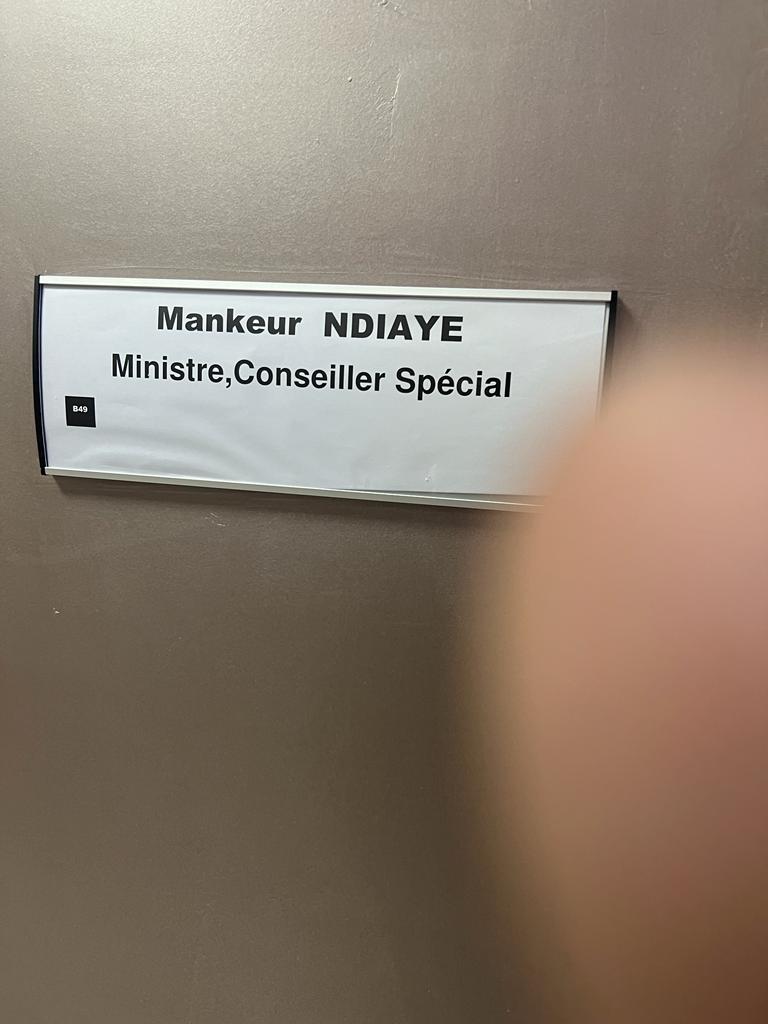 Mankeur NDIAYE
Ministre,Conseiller Spécial
B49